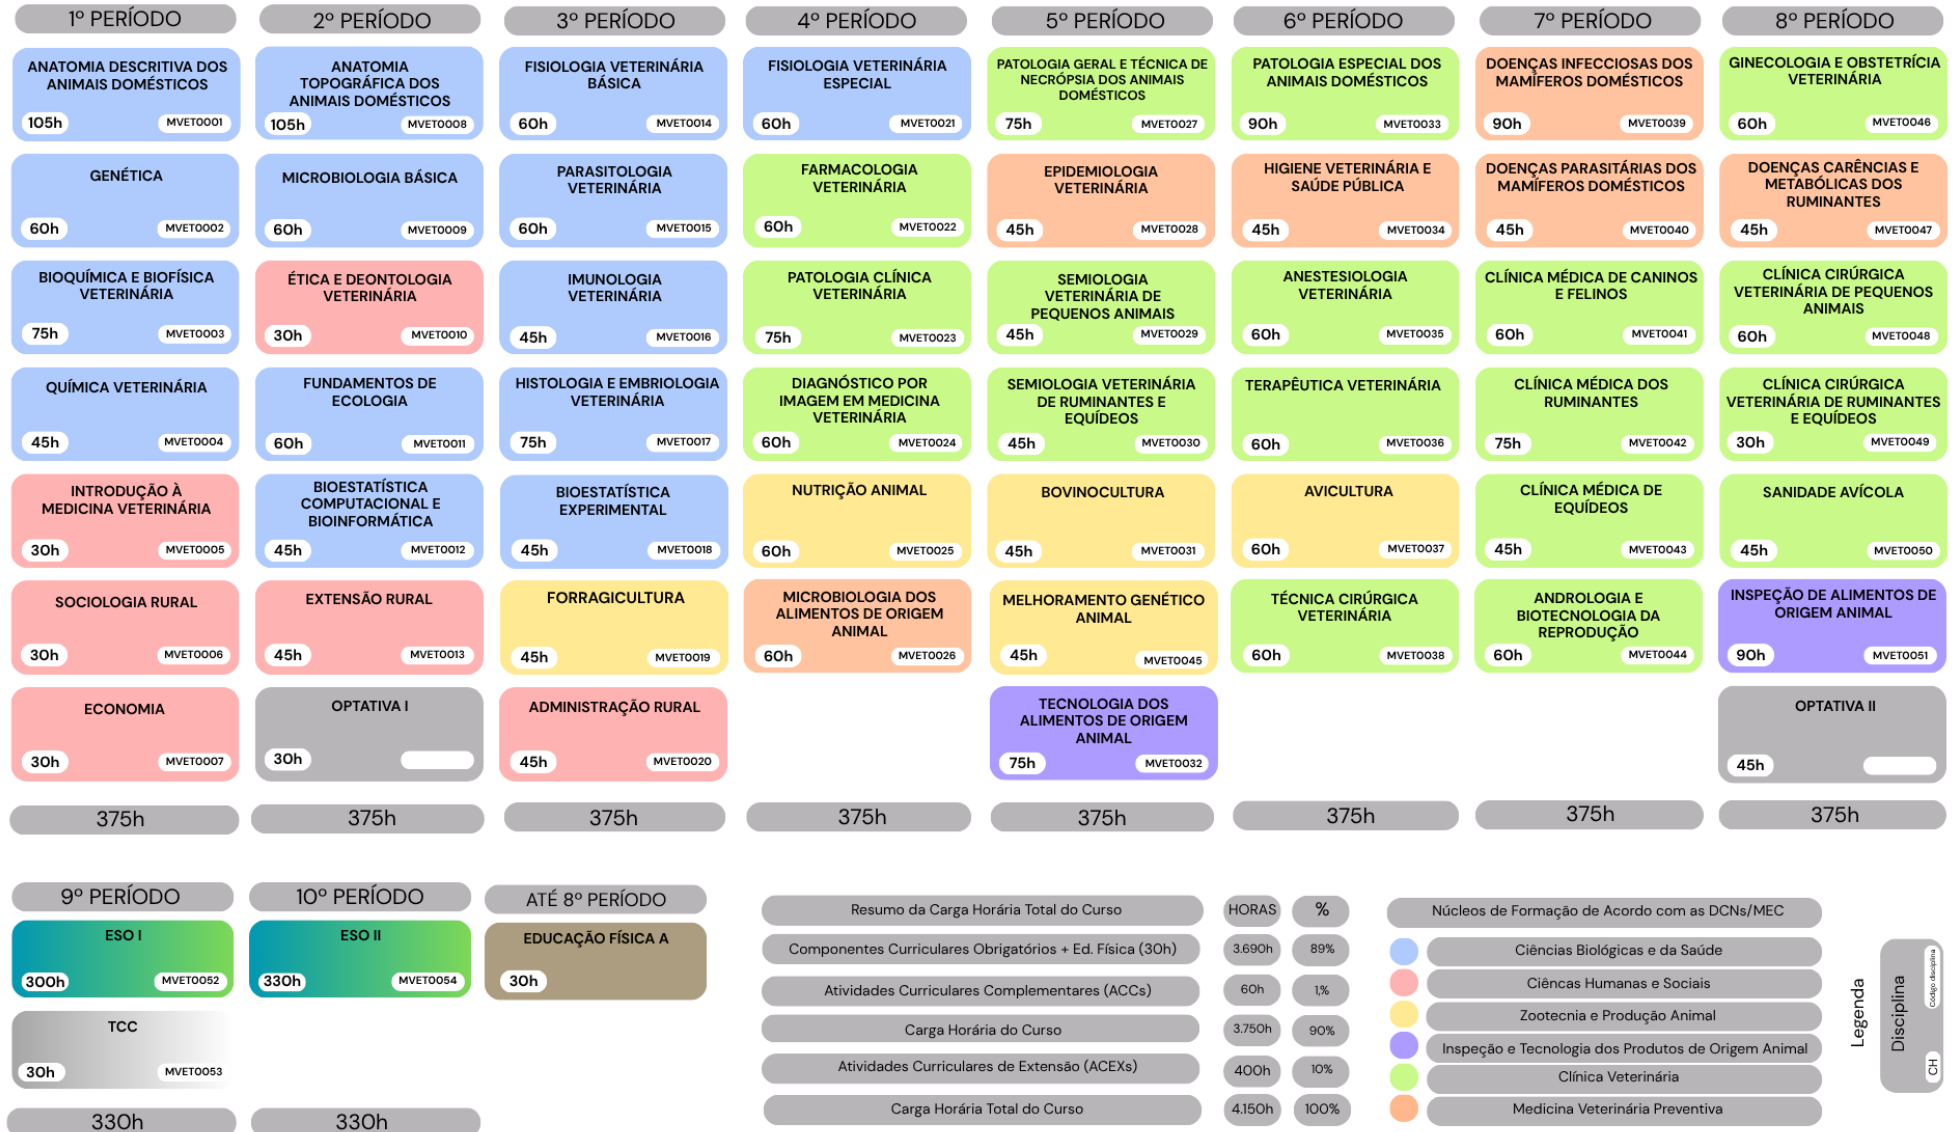 1º PERÍODO
2º PERÍODO
3º PERÍODO
4º PERÍODO
5º PERÍODO
6º PERÍODO
7º PERÍODO
8º PERÍODO
ANATOMIA DESCRITIVA DOS
ANIMAIS DOMÉSTICOS
105h
MVET0001
ANATOMIA
TOPOGRÁFICA DOS
ANIMAIS DOMÉSTICOS
105h
MVET0008
FISIOLOGIA VETERINÁRIA
BÁSICA
60h
MVET0014
FISIOLOGIA VETERINÁRIA
ESPECIAL
60h
MVET0021
PATOLOGIA GERAL E TÉCNICA DE
NECRÓPSIA DOS ANIMAIS
DOMÉSTICOS
75h
MVET0027
PATOLOGIA ESPECIAL DOS
ANIMAIS DOMÉSTICOS
90h
MVET0033
DOENÇAS INFECCIOSAS DOS
MAMÍFEROS DOMÉSTICOS
90h
MVET0039
GINECOLOGIA E OBSTETRÍCIA
VETERINÁRIA
60h
MVET0046
GENÉTICA
60h
MVET0002
MICROBIOLOGIA BÁSICA
60h
MVET0009
PARASITOLOGIA
VETERINÁRIA
60h
MVET0015
FARMACOLOGIA
VETERINÁRIA
60h
MVET0022
EPIDEMIOLOGIA
VETERINÁRIA
45h
MVET0028
HIGIENE VETERINÁRIA E
SAÚDE PÚBLICA
45h
MVET0034
DOENÇAS PARASITÁRIAS DOS
MAMÍFEROS DOMÉSTICOS
45h
MVET0040
DOENÇAS CARÊNCIAS E
METABÓLICAS DOS
RUMINANTES
45h
MVET0047
BIOQUÍMICA E BIOFÍSICA
VETERINÁRIA
75h
MVET0003
ÉTICA E DEONTOLOGIA
VETERINÁRIA
30h
MVET0010
IMUNOLOGIA
VETERINÁRIA
45h
MVET0016
PATOLOGIA CLÍNICA
VETERINÁRIA
75h
MVET0023
SEMIOLOGIA
VETERINÁRIA DE
PEQUENOS ANIMAIS
45h
MVET0029
ANESTESIOLOGIA
VETERINÁRIA
60h
MVET0035
CLÍNICA MÉDICA DE CANINOS
E FELINOS
60h
MVET0041
CLÍNICA CIRÚRGICA
VETERINÁRIA DE PEQUENOS
ANIMAIS
60h
MVET0048
QUÍMICA VETERINÁRIA
45h
MVET0004
FUNDAMENTOS DE
ECOLOGIA
60h
MVET0011
HISTOLOGIA E EMBRIOLOGIA
VETERINÁRIA
75h
MVET0017
DIAGNÓSTICO POR
IMAGEM EM MEDICINA
VETERINÁRIA
60h
MVET0024
SEMIOLOGIA VETERINÁRIA
DE RUMINANTES E
EQUÍDEOS
45h
MVET0030
TERAPÊUTICA VETERINÁRIA
60h
MVET0036
CLÍNICA MÉDICA DOS
RUMINANTES
75h
MVET0042
CLÍNICA CIRÚRGICA
VETERINÁRIA DE RUMINANTES
E EQUÍDEOS
30h
MVET0049
INTRODUÇÃO À
MEDICINA VETERINÁRIA
30h
MVET0005
BIOESTATÍSTICA
COMPUTACIONAL E
BIOINFORMÁTICA
45h
MVET0012
BIOESTATÍSTICA
EXPERIMENTAL
45h
MVET0018
NUTRIÇÃO ANIMAL
60h
MVET0025
BOVINOCULTURA
45h
MVET0031
AVICULTURA
60h
MVET0037
CLÍNICA MÉDICA DE
EQUÍDEOS
45h
MVET0043
SANIDADE AVÍCOLA
45h
MVET0050
SOCIOLOGIA RURAL
30h
MVET0006
EXTENSÃO RURAL
45h
MVET0013
FORRAGICULTURA
45h
MVET0019
MICROBIOLOGIA DOS
ALIMENTOS DE ORIGEM
ANIMAL
60h
MVET0026
MELHORAMENTO GENÉTICO
ANIMAL
45h
MVET0045
TÉCNICA CIRÚRGICA
VETERINÁRIA
60h
MVET0038
ANDROLOGIA E
BIOTECNOLOGIA DA
REPRODUÇÃO
60h
MVET0044
INSPEÇÃO DE ALIMENTOS DE
ORIGEM ANIMAL
90h
MVET0051
ECONOMIA
30h
MVET0007
OPTATIVA I
30h
ADMINISTRAÇÃO RURAL
45h
MVET0020
TECNOLOGIA DOS
ALIMENTOS DE ORIGEM
ANIMAL
75h
MVET0032
OPTATIVA II
45h
375h
375h
375h
375h
375h
375h
375h
375h
9º PERÍODO
10º PERÍODO
ATÉ 8º PERÍODO
ESO I
300h
MVET0052
ESO II
330h
MVET0054
EDUCAÇÃO FÍSICA A
30h
TCC
30h
MVET0053
330h
330h
Resumo da Carga Horária Total do Curso
HORAS
%
Componentes Curriculares Obrigatórios + Ed. Física (30h)
3.690h
89%
Atividades Curriculares Complementares (ACCs)
60h
1,%
Carga Horária do Curso
3.750h
90%
Atividades Curriculares de Extensão (ACEXs)
400h
10%
Carga Horária Total do Curso
4.150h
100%
Núcleos de Formação de Acordo com as DCNs/MEC
Ciências Biológicas e da Saúde
Ciêncas Humanas e Sociais
Zootecnia e Produção Animal
Inspeção e Tecnologia dos Produtos de Origem Animal
Clínica Veterinária
Medicina Veterinária Preventiva
Legenda
Disciplina
Código disciplina
CH